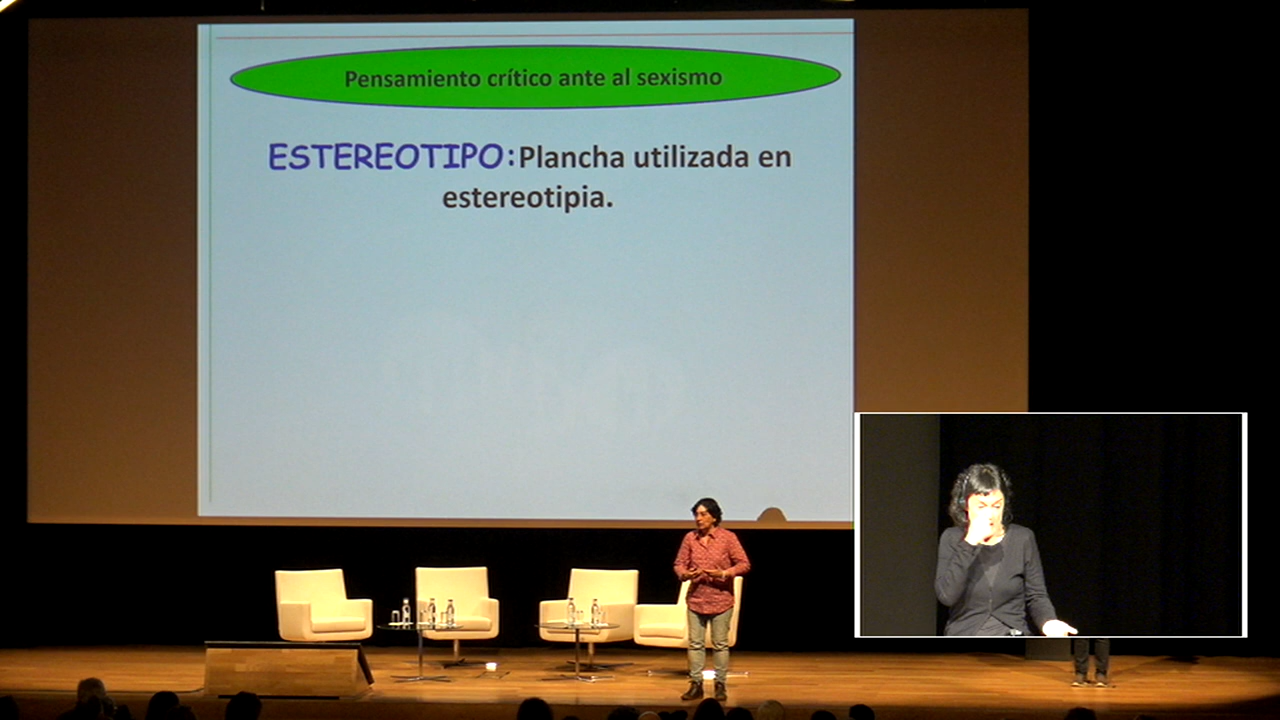 Pensamiento crítico ante al sexismo
ESTEREOTIPO:Plancha utilizada en
estereotipia.